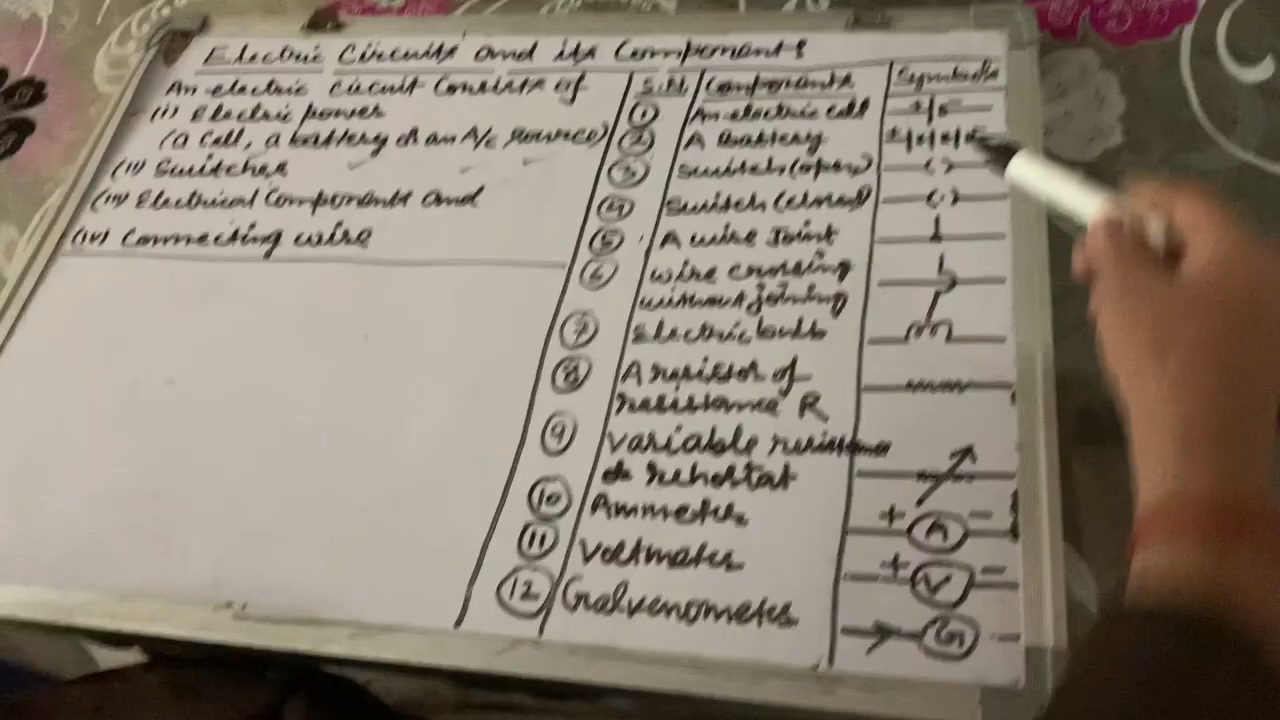 Electric Circuits and its Components
An electric circuit consists of
(i) Electric power
(a cell, a battery or an A/c source)
(ii) Switches
(iii) Electrical Components and
(iv) Connecting wire
S.N. Components Symbols
1 An electric cell
2 A Battery
3 switch (open) ( )
4 switch (closed) (.)
5 A wire Joint
6 wire crossing
without joining
7 Electric bulb
8 A resistor of
resistance R
9 variable resistance
or rehostat
10 Ammeter + A -
11 Voltmeter + V -
12 Galvenometer G